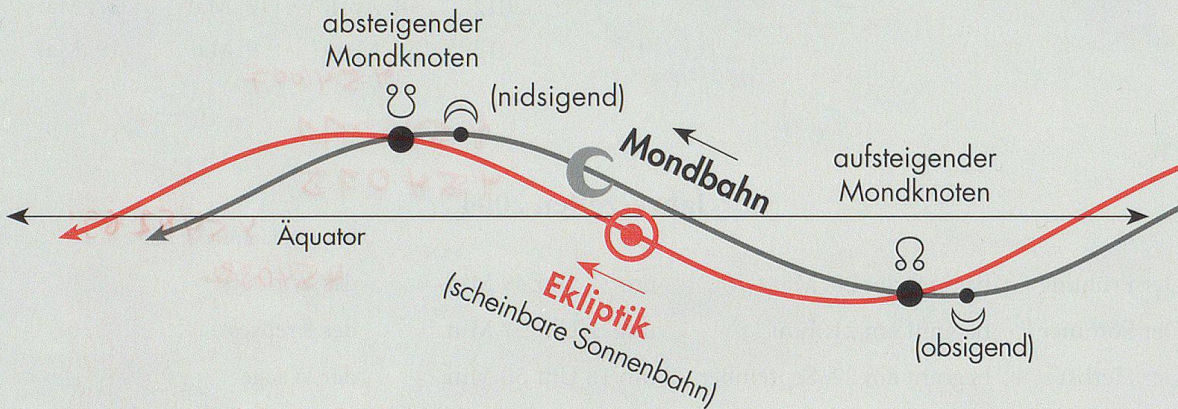 absteigender
Mondknoten
☋
(nidsigend)
Mondbahn
aufsteigender
Mondknoten
Äquator
☊
Ekliptik
(scheinbare Sonnenbahn)
(obsigend)